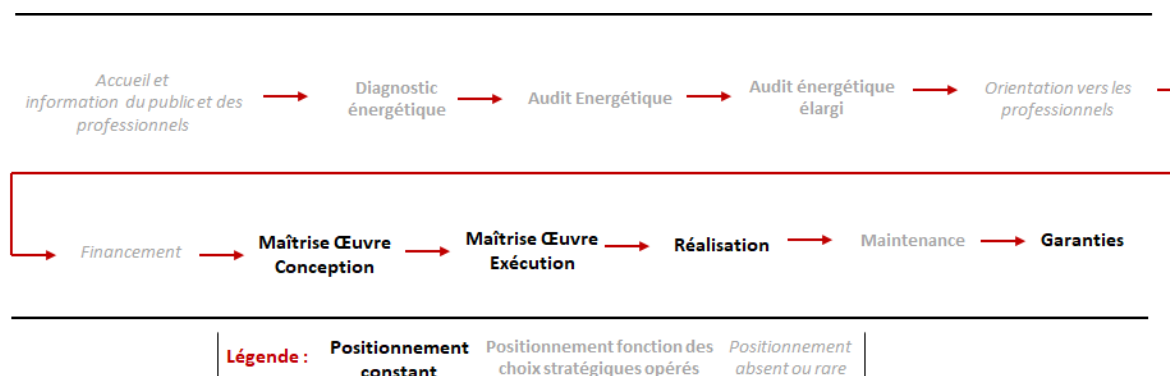 Accueil et
information du public et des
professionnels
Diagnostic
énergétique
Audit Energétique
Audit énergétique
élargi
Orientation vers les
professionnels
Financement
Maîtrise Œuvre
Conception
Maîtrise Œuvre
Exécution
Réalisation
Maintenance
Garanties
Légende :
Positionnement
constant
Positionnement fonction des
choix stratégiques opérés
Positionnement
absent ou rare